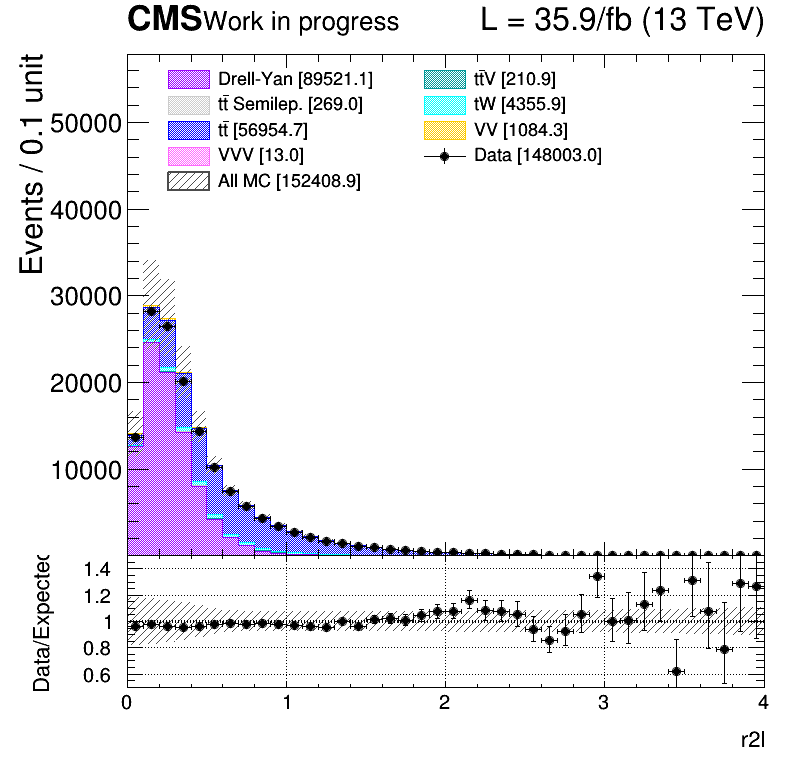 CMS Work in progress L = 35.9/fb (13 TeV)
Drell-Yan [89521.1]
tt̄ Semilep. [269.0]
tt̄ [56954.7]
VVV [13.0]
All MC [152408.9]
tt̄V [210.9]
tW [4355.9]
VV [1084.3]
Data [148003.0]
Events / 0.1 unit
50000
40000
30000
20000
10000
Data/Expected
1.4
1.2
1
0.8
0.6
0 1 2 3 4
r2l